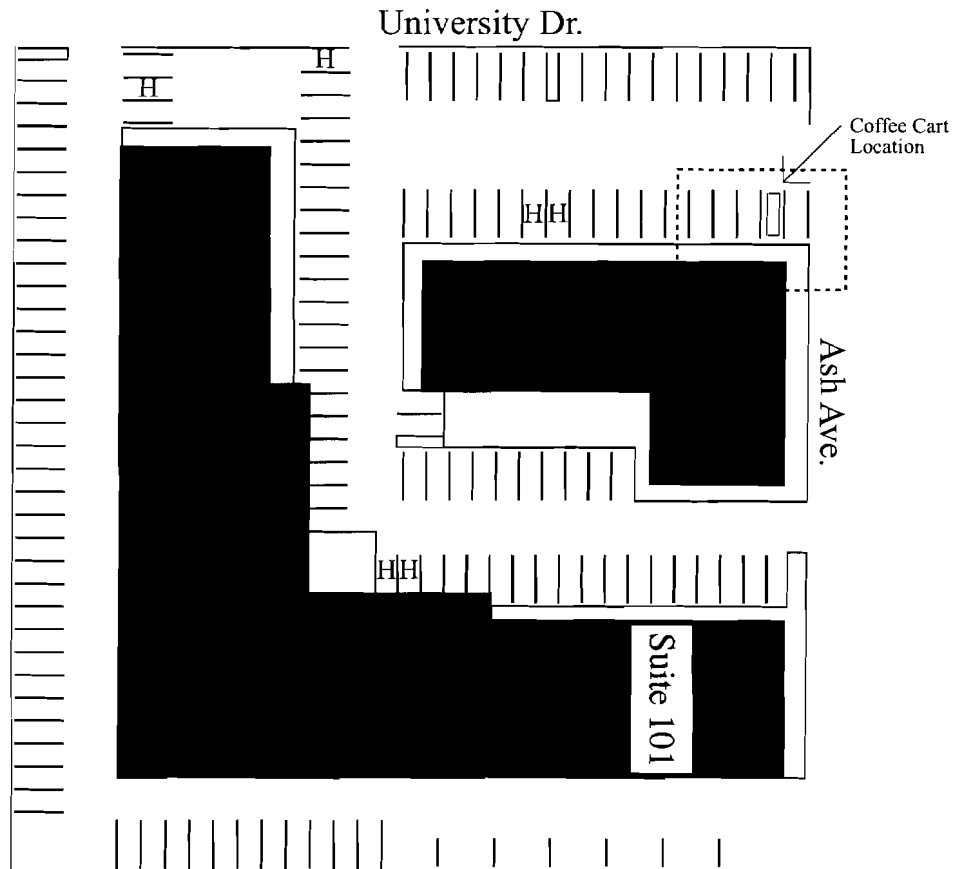 University Dr.
H
H
Coffee Cart
Location
HH
Ash Ave.
HH
Suite 101